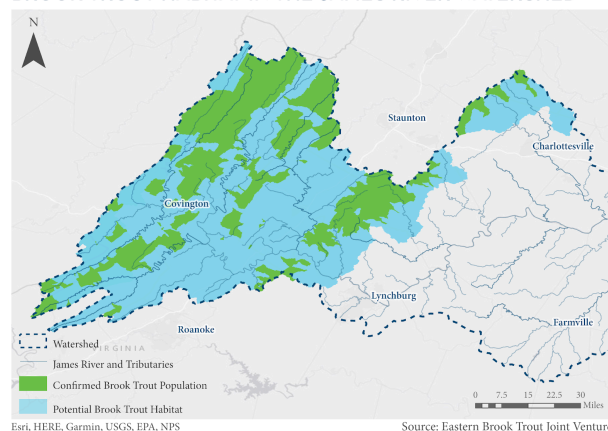 N
Staunton
Charlottesville
Covington
Lynchburg
Roanoke
Farmville
VIRGINIA
Watershed
James River and Tributaries
Confirmed Brook Trout Population
Potential Brook Trout Habitat
0 7.5 15 22.5 30
Miles
Esri, HERE, Garmin, USGS, EPA, NPS
Source: Eastern Brook Trout Joint Venture